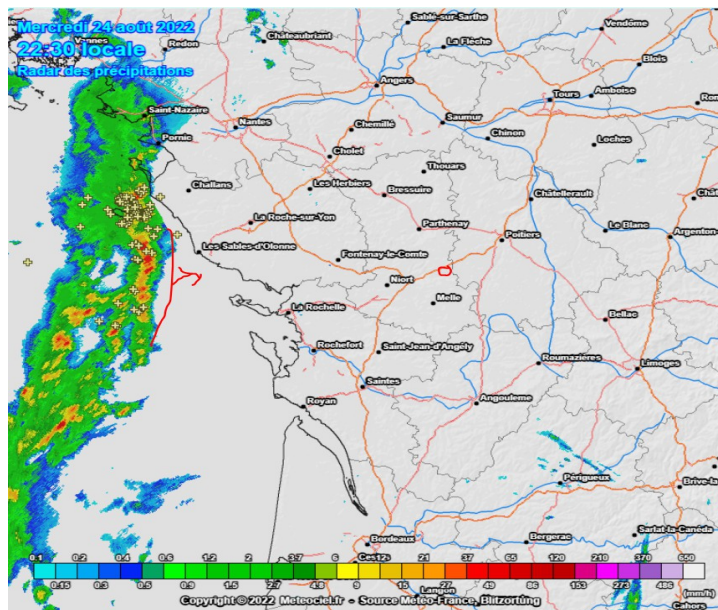 Mercredi 24 août 2022
22:30 locale
Radar des précipitations
Vannes
Redon
Châteaubriant
Sablé-sur-Sarthe
La Flèche
Vendôme
Blois
Angers
Tours
Amboise
Saint-Nazaire
Nantes
Chemillé
Saumur
Chinon
Loches
Pornic
Cholet
Thouars
Challans
Les Herbiers
Bressuire
Châtellerault
La Roche-sur-Yon
Parthenay
Poitiers
Le Blanc
Argenton-
Les Sables-d'Olonne
Fontenay-le-Comte
Niort
Melle
La Rochelle
Bellac
Rochefort
Saint-Jean-d'Angély
Roumazières
Limoges
Saintes
Royan
Angouleme
Périgueux
Brive-la-
Bordeaux
Bergerac
Sarlat-la-Canéda
Langon
Cahors
0.1 0.2 0.4 0.6 1.2 2 3.7 6 12 21 37 65 120 210 370 650
0.15 0.3 0.5 0.9 1.5 2.7 4.8 9 15 27 49 86 153 273 486 (mm/h)
Copyright © 2022 Meteociel.fr - Source Météo-France, Blitzortüng